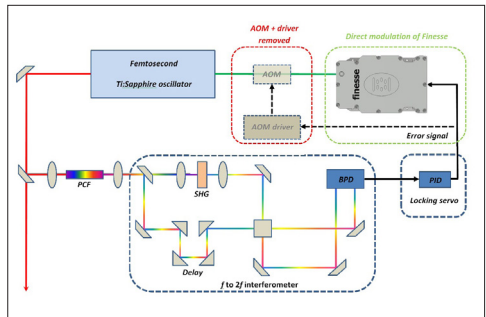 AOM + driver
removed
Direct modulation of Finesse
Femtosecond
Ti:Sapphire oscillator
AOM
finesse
AOM driver
Error signal
PCF
SHG
BPD
PID
Locking servo
Delay
f to 2f interferometer